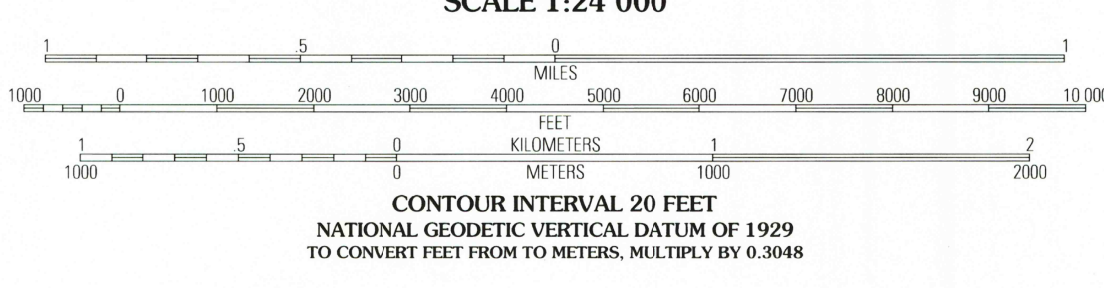 SCALE 1:24 000
1 .5 0 1
MILES
1000 0 1000 2000 3000 4000 5000 6000 7000 8000 9000 10 000
FEET
1 .5 0 KILOMETERS 1 2
1000 0 METERS 1000 2000
CONTOUR INTERVAL 20 FEET
NATIONAL GEODETIC VERTICAL DATUM OF 1929
TO CONVERT FEET FROM TO METERS, MULTIPLY BY 0.3048